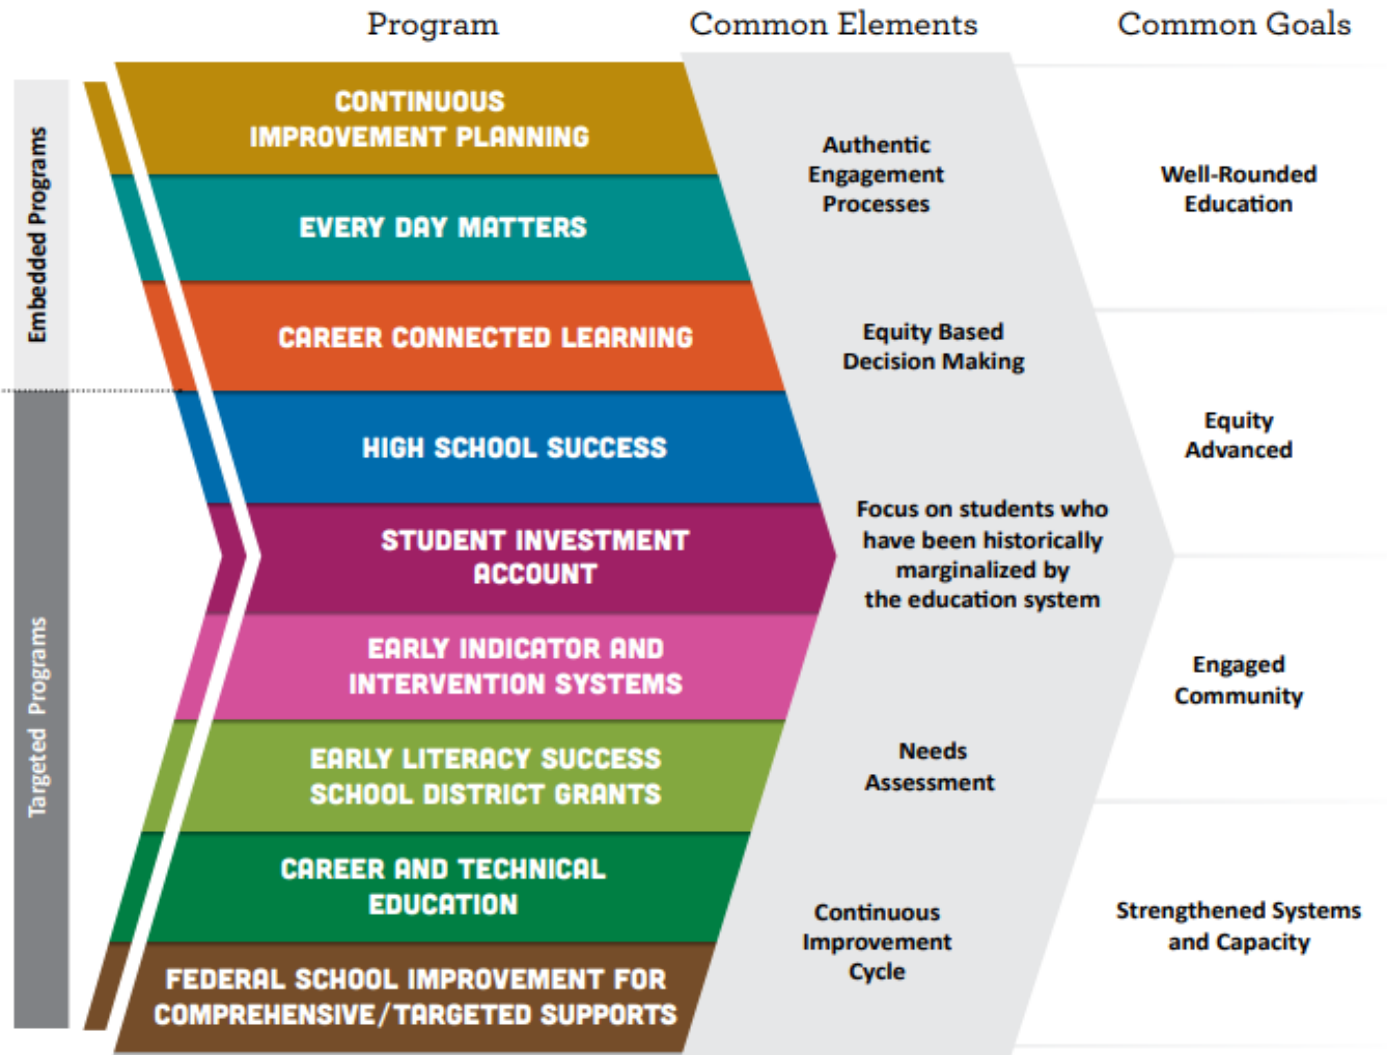 Program
Common Elements
Common Goals
Embedded Programs
Targeted Programs
CONTINUOUS
IMPROVEMENT PLANNING
EVERY DAY MATTERS
CAREER CONNECTED LEARNING
HIGH SCHOOL SUCCESS
STUDENT INVESTMENT
ACCOUNT
EARLY INDICATOR AND
INTERVENTION SYSTEMS
EARLY LITERACY SUCCESS
SCHOOL DISTRICT GRANTS
CAREER AND TECHNICAL
EDUCATION
FEDERAL SCHOOL IMPROVEMENT FOR
COMPREHENSIVE/TARGETED SUPPORTS
Authentic
Engagement
Processes
Equity Based
Decision Making
Focus on students who
have been historically
marginalized by
the education system
Needs
Assessment
Continuous
Improvement
Cycle
Well-Rounded
Education
Equity
Advanced
Engaged
Community
Strengthened Systems
and Capacity